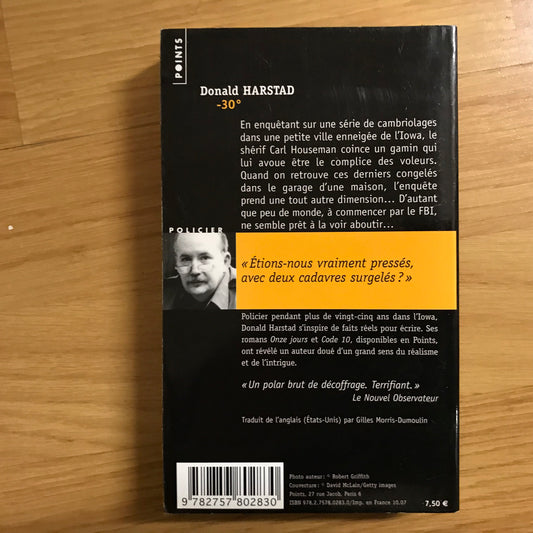 POINTS
Donald HARSTAD
-30°
En enquêtant sur une série de cambriolages
dans une petite ville enneigée de l'Iowa, le
shérif Carl Houseman coince un gamin qui
lui avoue être le complice des voleurs.
Quand on retrouve ces derniers congelés
dans le garage d'une maison, l'enquête
prend une tout autre dimension... D'autant
que peu de monde, à commencer par le FBI,
ne semble prêt à la voir aboutir...
POLICIER
« Étions-nous vraiment pressés,
avec deux cadavres surgelés ? »
Policier pendant plus de vingt-cinq ans dans l'Iowa,
Donald Harstad s'inspire de faits réels pour écrire. Ses
romans Onze jours et Code 10, disponibles en Points,
ont révélé un auteur doué d'un grand sens du réalisme
et de l'intrigue.
« Un polar brut de décoffrage. Terrifiant. »
Le Nouvel Observateur
Traduit de l'anglais (États-Unis) par Gilles Morris-Dumoulin
9 782757 802830
Photo auteur : © Robert Griffith
Couverture : © David McLain/Getty images
Points, 27 rue Jacob, Paris 6
ISBN 978.2.7578.0283.0/Imp. en France 10.07
7,50 €